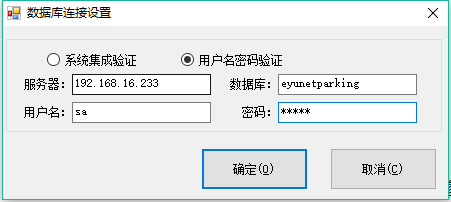 数据库连接设置
系统集成验证 用户名密码验证
服务器: 192.168.16.233 数据库: eyunetparking
用户名: sa 密码: *****
确定(O) 取消(C)